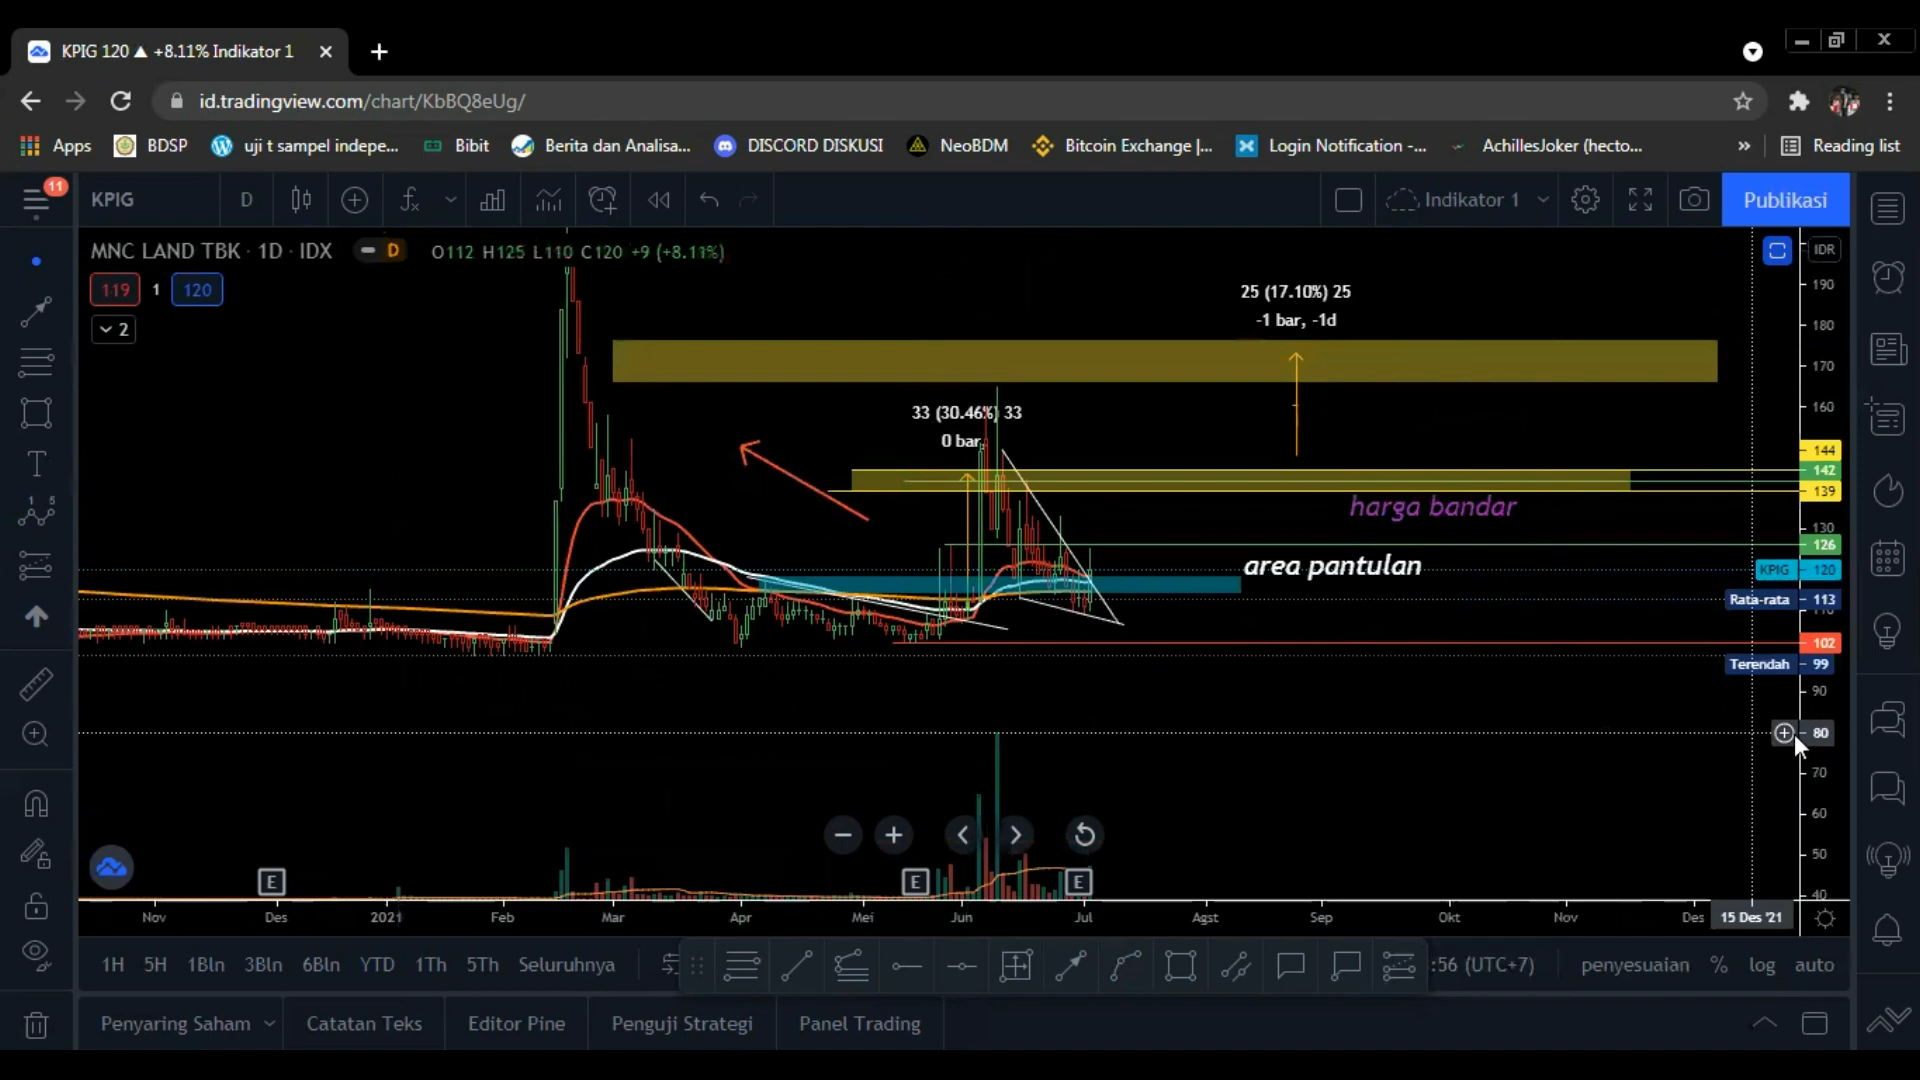 KPIG 120 ▲ +8.11% Indikator 1
id.tradingview.com/chart/KbBQ8eUg/
Apps BDSP uji t sampel indepe... Bibit Berita dan Analisa... DISCORD DISKUSI NeoBDM Bitcoin Exchange |... Login Notification -... AchillesJoker (hecto... » Reading list
11
KPIG D Indikator 1 Publikasi
MNC LAND TBK · 1D · IDX D O112 H125 L110 C120 +9 (+8.11%)
IDR
119 1 120
2
25 (17.10%) 25
-1 bar, -1d
33 (30.46%) 33
0 bar,
harga bandar
area pantulan
190
180
170
160
144
142
139
130
126
KPIG 120
Rata-rata 113
110
102
Terendah 99
90
80
70
60
50
40
E E E
Nov Des 2021 Feb Mar Apr Mei Jun Jul Agst Sep Okt Nov Des 15 Des '21
1H 5H 1Bln 3Bln 6Bln YTD 1Th 5Th Seluruhnya :56 (UTC+7) penyesuaian % log auto
Penyaring Saham Catatan Teks Editor Pine Penguji Strategi Panel Trading